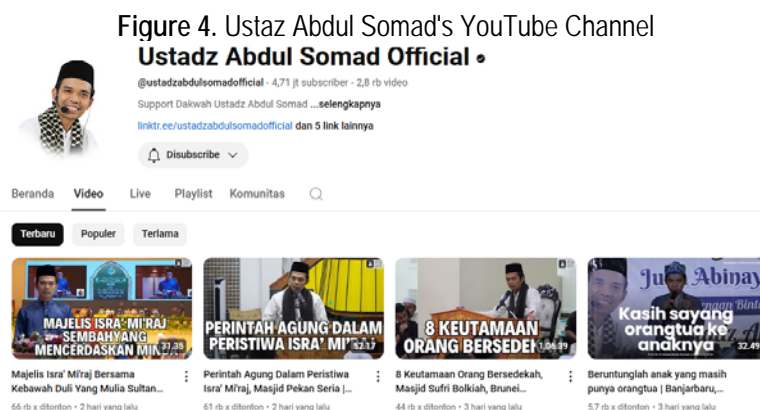 Figure 4. Ustaz Abdul Somad's YouTube Channel
Ustadz Abdul Somad Official
@ustadzabdulsomadofficial - 4,71 jt subscriber - 2,8 rb video
Support Dakwah Ustadz Abdul Somad ...selengkapnya
linktr.ee/ustadzabdulsomadofficial dan 5 link lainnya
Disubscribe
Beranda Video Live Playlist Komunitas
Terbaru Populer Terlama
MAJELIS ISRA' MI'RAJ
SEMBAHYANG
MENCERDASKAN
31.35
PERINTAH AGUNG DALAM
PERISTIWA ISRA'
32.17
8 KEUTAMAAN
ORANG
1.06.39
Kasih sayang
orangtua ke
anaknya
32.49
Majelis Isra' Mi'raj Bersama
Kebawah Duli Yang Mulia Sultan...
66 rb x ditonton • 2 hari yang lalu
Perintah Agung Dalam Peristiwa
Isra' Mi'raj, Masjid Pekan Seria |...
61 rb x ditonton • 2 hari yang lalu
8 Keutamaan Orang Bersedekah,
Masjid Sufri Bolkiah, Brunei...
44 rb x ditonton • 3 hari yang lalu
Beruntunglah anak yang masih
punya orangtua | Banjarbaru,...
5,7 rb x ditonton • 3 hari yang lalu